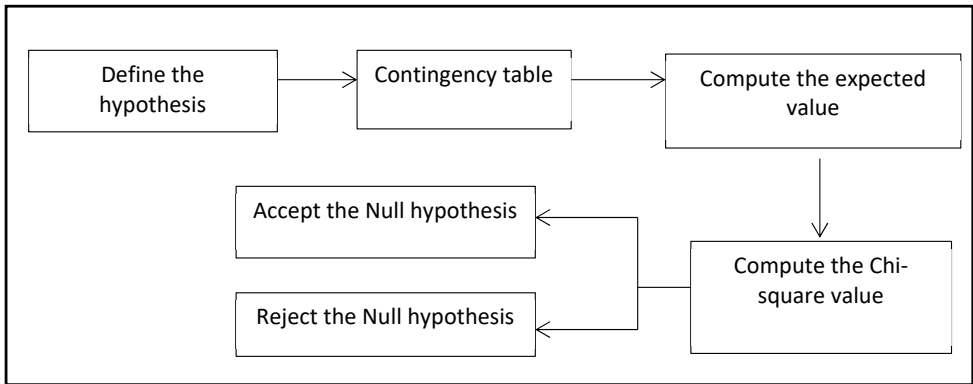 Define the
hypothesis
Contingency table
Compute the expected
value
Accept the Null hypothesis
Compute the Chi-
square value
Reject the Null hypothesis